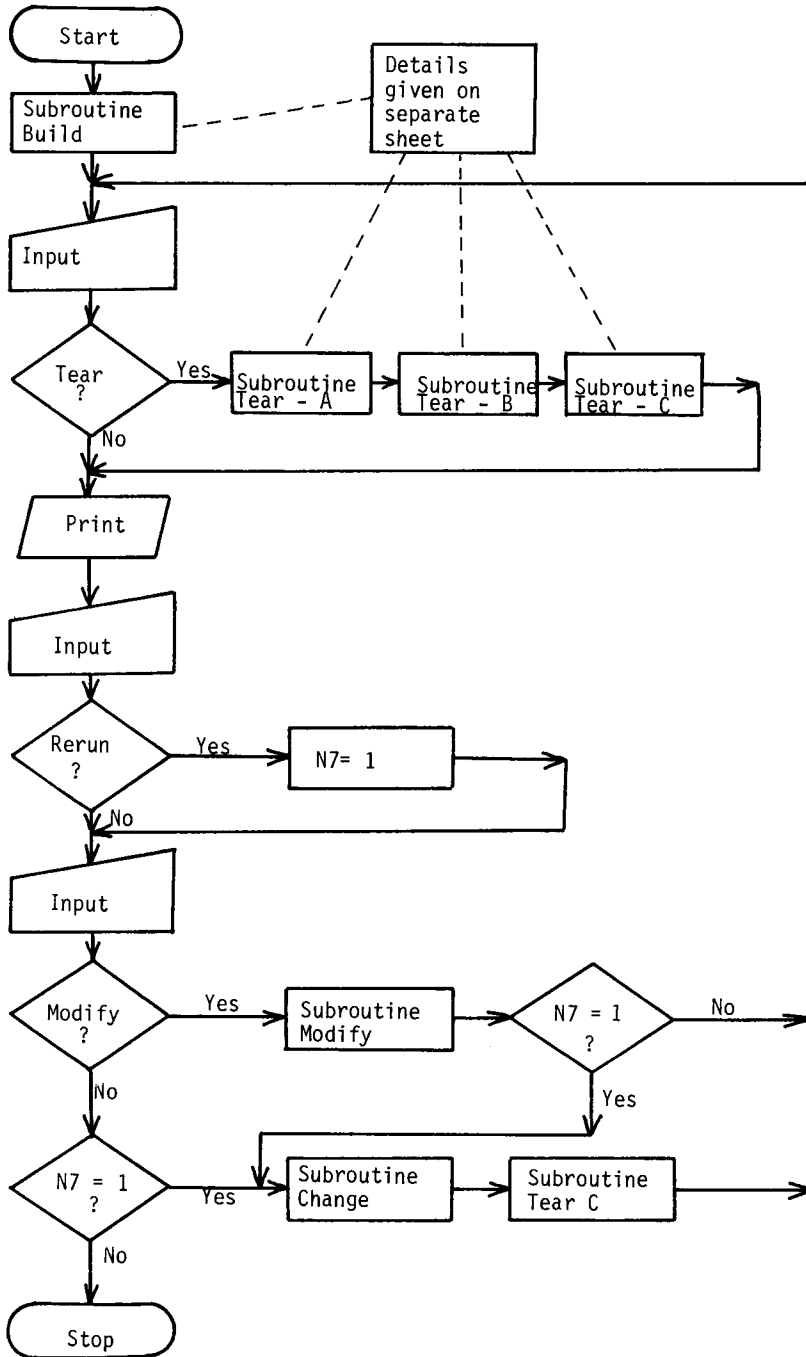 Start
Subroutine
Build
Details
given on
separate
sheet
Input
Tear
?
Yes
Subroutine
Tear - A
Subroutine
Tear - B
Subroutine
Tear - C
No
Print
Input
Rerun
?
Yes
N7= 1
No
Input
Modify
?
Yes
Subroutine
Modify
N7 = 1
?
No
Yes
No
N7 = 1
?
Yes
Subroutine
Change
Subroutine
Tear C
No
Stop